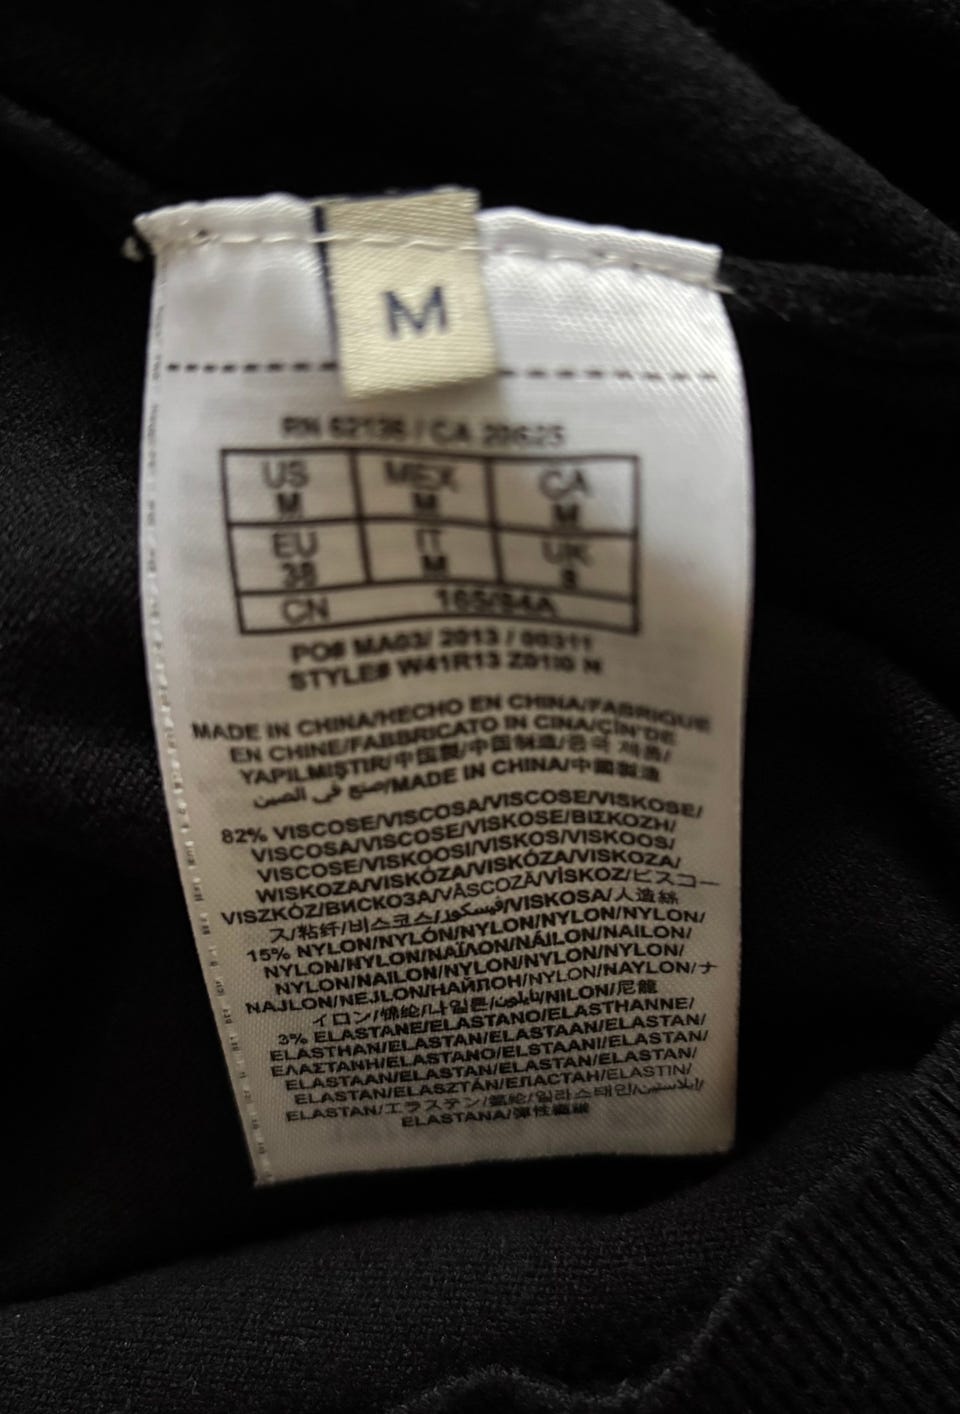 M
RN 62136 / CA 20625
US MEX CA
M M M
EU IT UK
38 M 8
CN 165/84A
PO# MA03/ 2013 / 00311
STYLE# W41R13 Z01I0 N
MADE IN CHINA/HECHO EN CHINA/FABRIQUE
EN CHINE/FABBRICATO IN CINA/ÇİN'DE
YAPILMIŞTIR/中国製/中国制造/중국 제품/
صنع في الصين/MADE IN CHINA/中國製造
82% VISCOSE/VISCOSA/VISCOSE/VISKOSE/
VISCOSA/VISCOSE/VISKOSE/ΒΙΣΚΟΖΗ/
VISCOSE/VISKOOSI/VISKOS/VISKOOS/
WISKOZA/VISKÓZA/VISKÓZA/VISKOZA/
VISZKÓZ/ВИСКОЗА/VÂSCOZĂ/VİSKOZ/ビスコー
ス/粘纤/비스코스/فيسكوز/VISKOSA/人造絲
15% NYLON/NYLÓN/NYLON/NYLON/NYLON/
NYLON/NYLON/ΝΑΪΛΟΝ/NÁILON/NAILON/
NYLON/NAILON/NYLON/NYLON/NYLON/
NAJLON/NEJLON/НАЙЛОН/NYLON/NAYLON/ナ
イロン/锦纶/나일론/نايلون/NILON/尼龍
3% ELASTANE/ELASTANO/ELASTHANNE/
ELASTHAN/ELASTAN/ELASTAAN/ELASTAN/
ΕΛΑΣΤΑΝΗ/ELASTANO/ELSTAANI/ELASTAN/
ELASTAAN/ELASTAN/ELASTAN/ELASTAN/
ELASTAN/ELASZTÁN/ЕЛАСТАН/ELASTIN/
ELASTAN/エラステン/氨纶/일라스태인/إيلاستين/
ELASTANA/彈性纖維